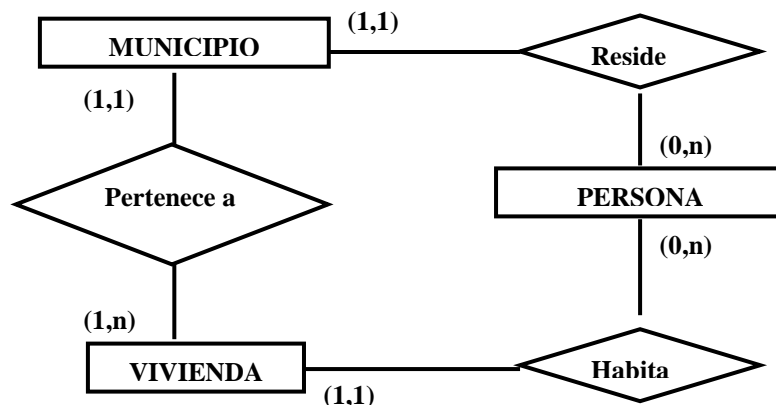 (1,1)
MUNICIPIO
Reside
(1,1)
(0,n)
Pertenece a
PERSONA
(0,n)
(1,n)
VIVIENDA
Habita
(1,1)